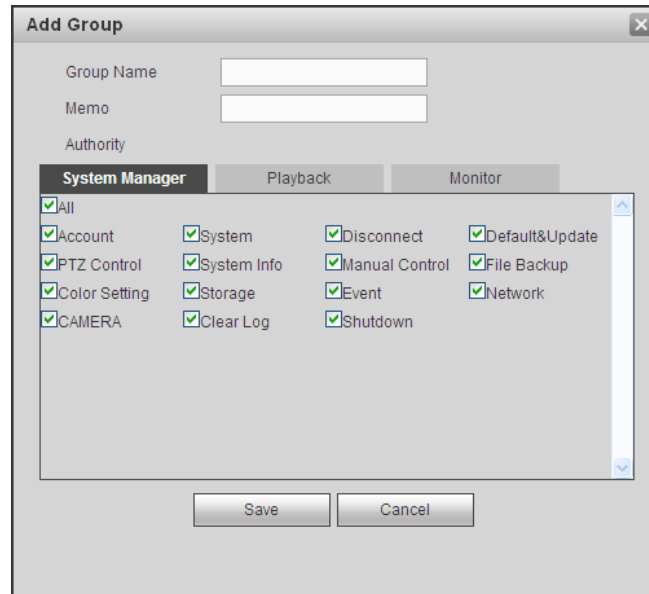 Add Group
Group Name
Memo
Authority
System Manager Playback Monitor
All
Account System Disconnect Default&Update
PTZ Control System Info Manual Control File Backup
Color Setting Storage Event Network
CAMERA Clear Log Shutdown
Save Cancel